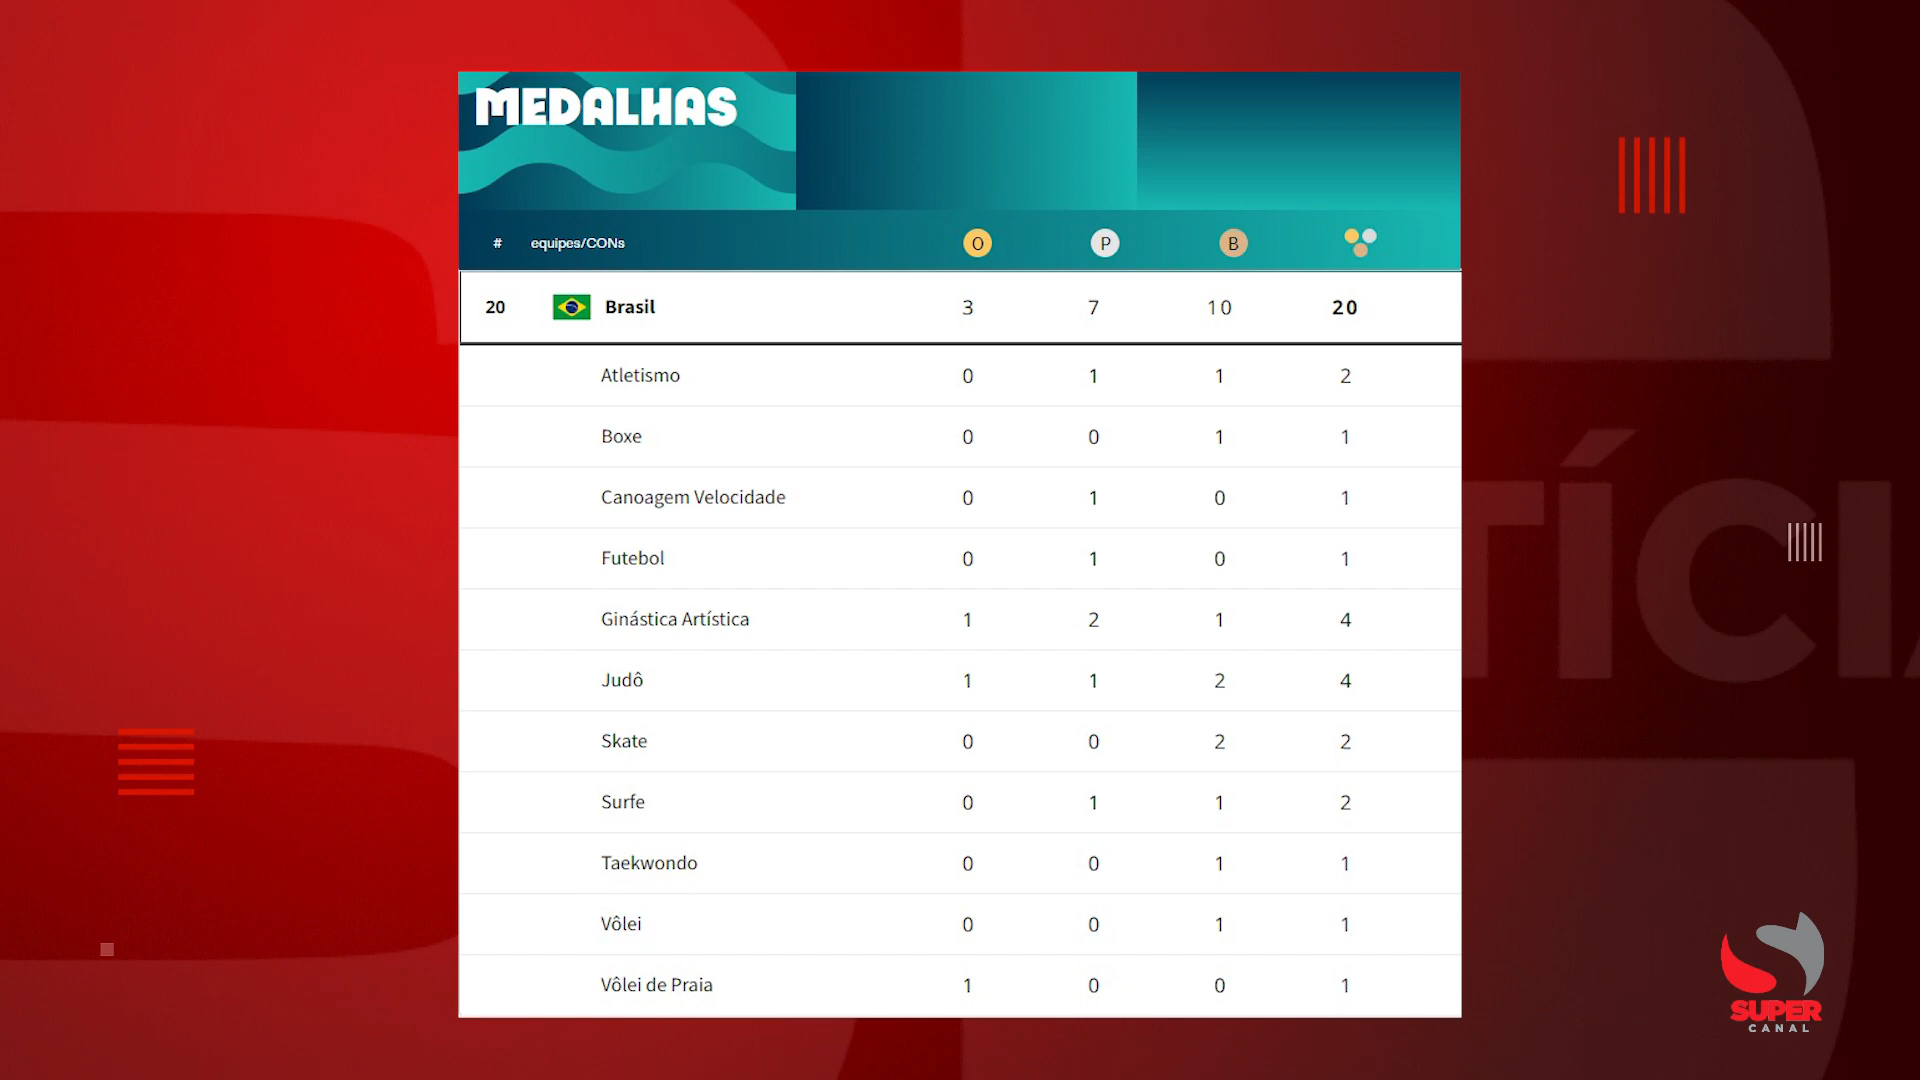 MEDALHAS
# equipes/CONs O P B
20 Brasil 3 7 10 20
Atletismo 0 1 1 2
Boxe 0 0 1 1
Canoagem Velocidade 0 1 0 1
Futebol 0 1 0 1
Ginástica Artística 1 2 1 4
Judô 1 1 2 4
Skate 0 0 2 2
Surfe 0 1 1 2
Taekwondo 0 0 1 1
Vôlei 0 0 1 1
Vôlei de Praia 1 0 0 1
TÍCIA
SUPER
CANAL